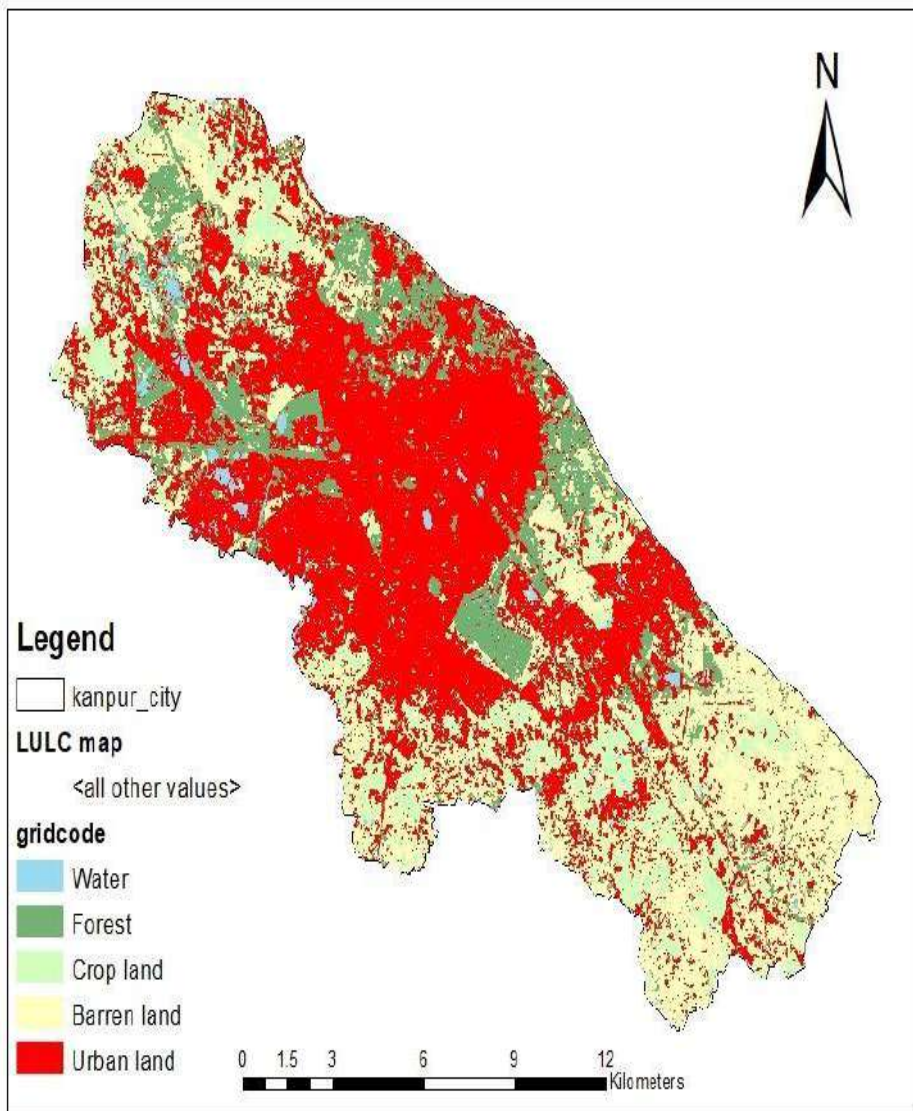 N
Legend
kanpur_city
LULC map
<all other values>
gridcode
Water
Forest
Crop land
Barren land
Urban land
0 1.5 3 6 9 12
Kilometers